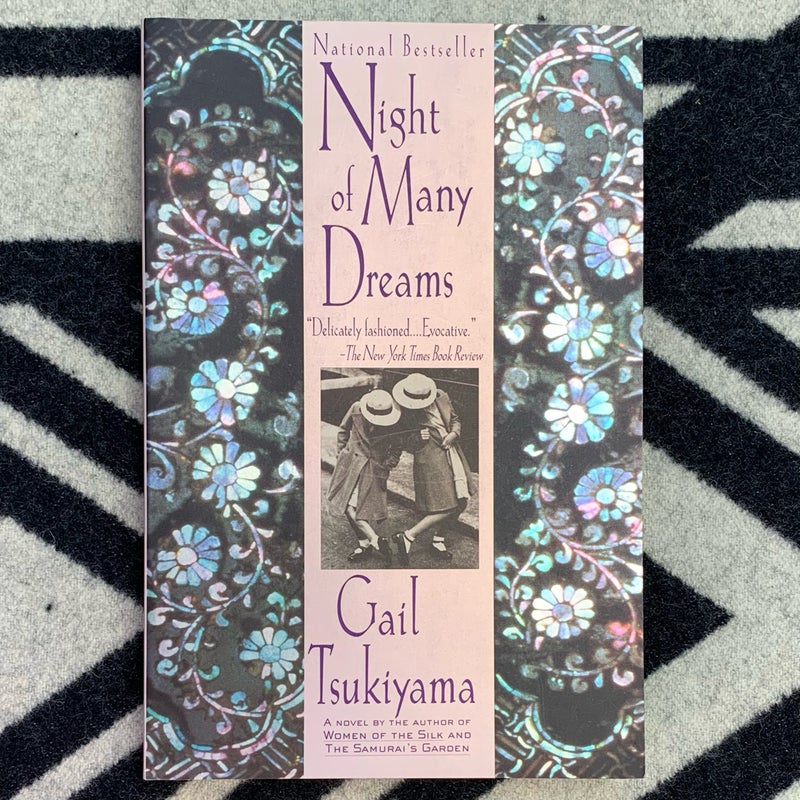 National Bestseller
Night
of Many
Dreams
“Delicately fashioned....Evocative.”
–The New York Times Book Review
Gail
Tsukiyama
A NOVEL BY THE AUTHOR OF
WOMEN OF THE SILK AND
THE SAMURAI'S GARDEN